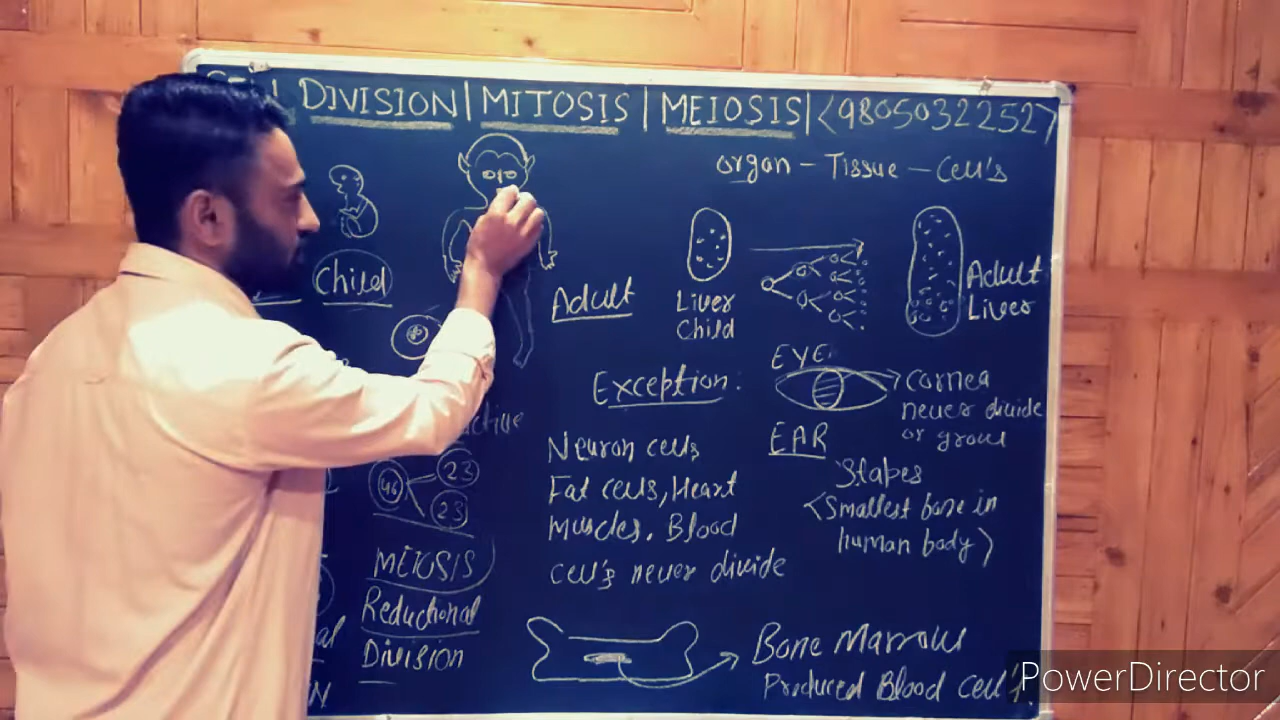 DIVISION | MITOSIS | MEIOSIS | <9805032252>
organ - Tissue - Cell's
Child
Adult
Liver
Child
Adult
Liver
EYE
Exception:
Cornea
never divide
or grow
EAR
Neuron cells
Fat cells, Heart
Muscles. Blood
cell's never divide
Stapes
(Smallest bone in
human body)
46
23
23
MEIOSIS
Reductional
Division
Bone Marrow
Produced Blood cell's
PowerDirector